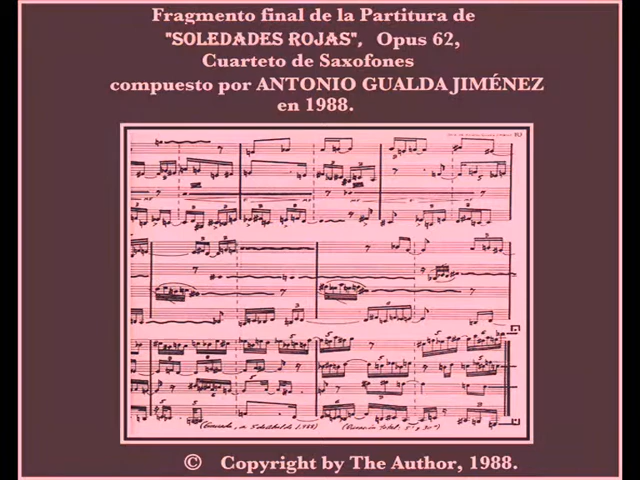 Fragmento final de la Partitura de
"SOLEDADES ROJAS", Opus 62,
Cuarteto de Saxofones
compuesto por ANTONIO GUALDA JIMÉNEZ
en 1988.
© Copyright by The Author, 1988.